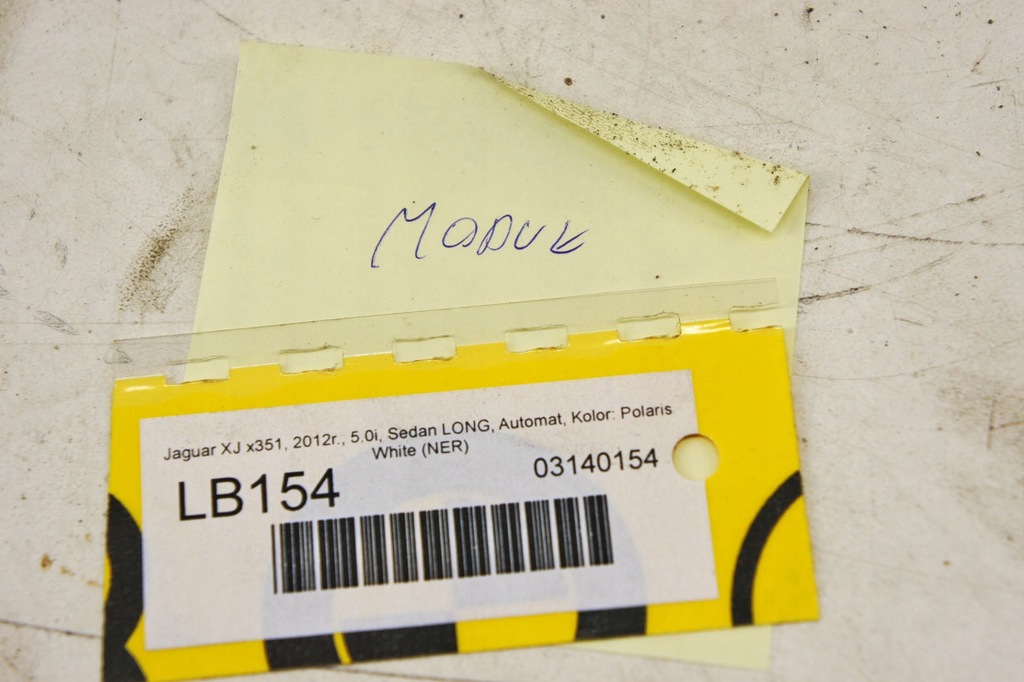 MODUL
Jaguar XJ x351, 2012r., 5.0i, Sedan LONG, Automat, Kolor: Polaris
White (NER)
LB154
03140154